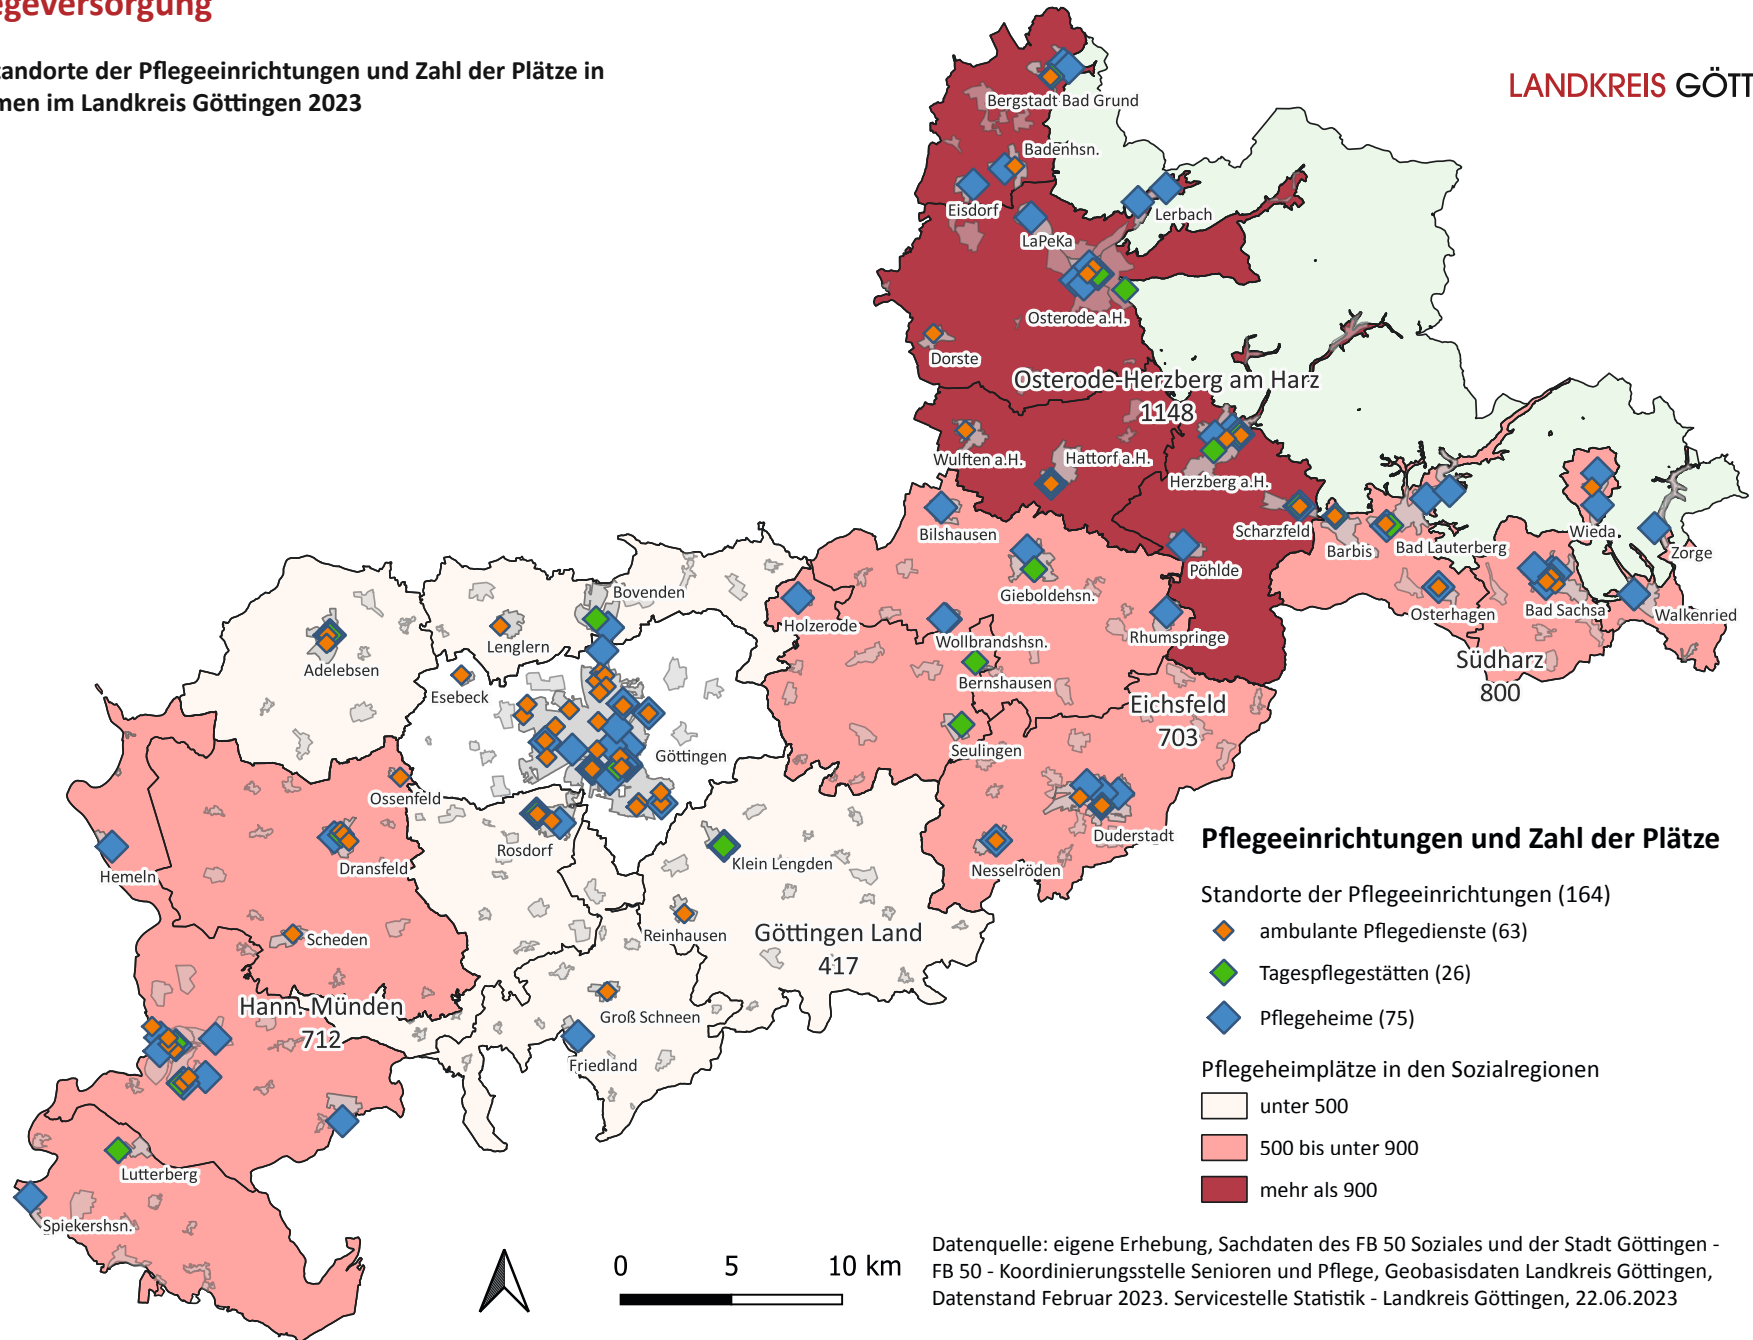 egeversorgung
tandorte der Pflegeeinrichtungen und Zahl der Plätze in
men im Landkreis Göttingen 2023
LANDKREIS GÖTT
Bergstadt Bad Grund
Badenhsn.
Eisdorf
Lerbach
LaPeKa
Osterode a.H.
Dorste
Osterode-Herzberg am Harz
1148
Wulften a.H.
Hattorf a.H.
Herzberg a.H.
Bilshausen
Scharzfeld
Barbis
Bad Lauterberg
Wieda
Zorge
Pöhlde
Gieboldehsn.
Bovenden
Holzerode
Lenglern
Adelebsen
Esebeck
Wollbrandshsn.
Rhumspringe
Osterhagen
Bad Sachsa
Walkenried
Südharz
800
Bernshausen
Eichsfeld
703
Seulingen
Göttingen
Ossenfeld
Rosdorf
Klein Lengden
Duderstadt
Nesselröden
Hemeln
Dransfeld
Scheden
Reinhausen
Göttingen Land
417
Hann. Münden
712
Groß Schneen
Friedland
Lutterberg
Spiekershsn.
Pflegeeinrichtungen und Zahl der Plätze
Standorte der Pflegeeinrichtungen (164)
ambulante Pflegedienste (63)
Tagespflegestätten (26)
Pflegeheime (75)
Pflegeheimplätze in den Sozialregionen
unter 500
500 bis unter 900
mehr als 900
0 5 10 km
Datenquelle: eigene Erhebung, Sachdaten des FB 50 Soziales und der Stadt Göttingen -
FB 50 - Koordinierungsstelle Senioren und Pflege, Geobasisdaten Landkreis Göttingen,
Datenstand Februar 2023. Servicestelle Statistik - Landkreis Göttingen, 22.06.2023